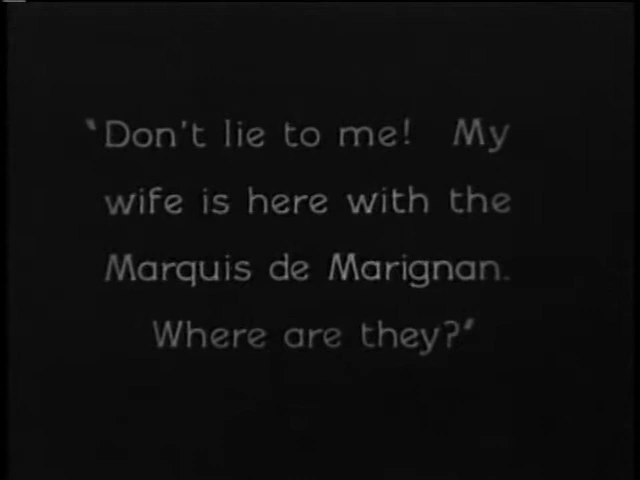 "Don't lie to me! My
wife is here with the
Marquis de Marignan.
Where are they?"